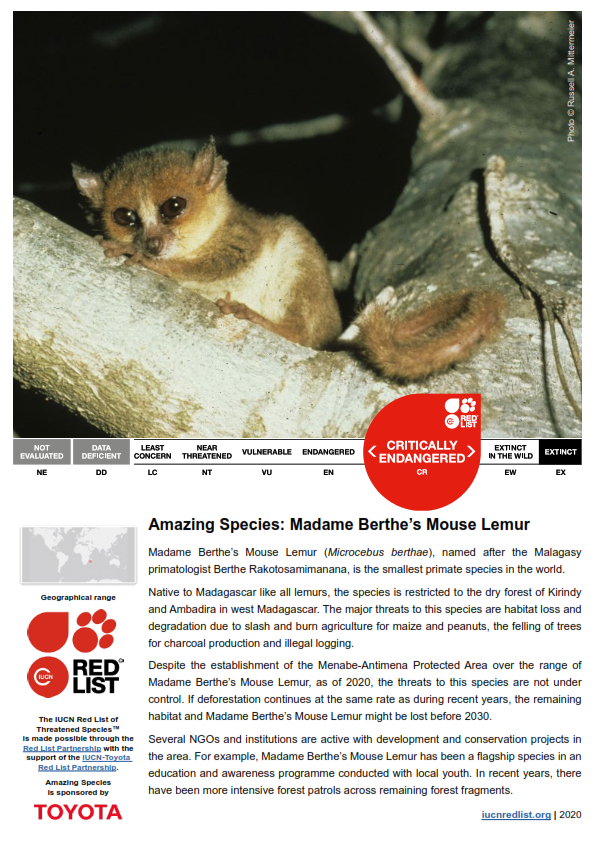 Photo © Russell A. Mittermeier
RED
LIST
NOT
EVALUATED
DATA
DEFICIENT
LEAST
CONCERN
NEAR
THREATENED
VULNERABLE
ENDANGERED
< CRITICALLY
ENDANGERED >
EXTINCT
IN THE WILD
EXTINCT
NE
DD
LC
NT
VU
EN
CR
EW
EX
Amazing Species: Madame Berthe's Mouse Lemur
Madame Berthe's Mouse Lemur (Microcebus berthae), named after the Malagasy
primatologist Berthe Rakotosamimanana, is the smallest primate species in the world.
Native to Madagascar like all lemurs, the species is restricted to the dry forest of Kirindy
and Ambadira in west Madagascar. The major threats to this species are habitat loss and
degradation due to slash and burn agriculture for maize and peanuts, the felling of trees
for charcoal production and illegal logging.
Despite the establishment of the Menabe-Antimena Protected Area over the range of
Madame Berthe's Mouse Lemur, as of 2020, the threats to this species are not under
control. If deforestation continues at the same rate as during recent years, the remaining
habitat and Madame Berthe's Mouse Lemur might be lost before 2030.
Several NGOs and institutions are active with development and conservation projects in
the area. For example, Madame Berthe's Mouse Lemur has been a flagship species in an
education and awareness programme conducted with local youth. In recent years, there
have been more intensive forest patrols across remaining forest fragments.
Geographical range
IUCN
RED
LIST
The IUCN Red List of
Threatened Species™
is made possible through the
Red List Partnership with the
support of the IUCN-Toyota
Red List Partnership.
Amazing Species
is sponsored by
TOYOTA
iucnredlist.org | 2020